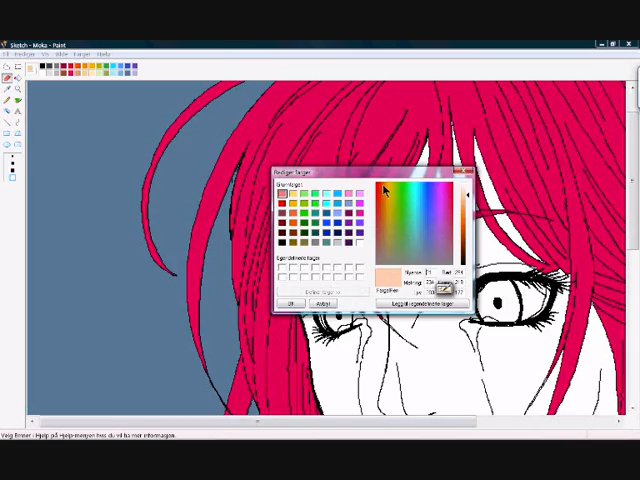 Sketch - Moka - Paint
Fil Rediger Vis Bilde Farger Hjelp
Rediger farger
Grunnfarger
Egendefinerte farger
Definer farger >>
OK
Avbryt
Nyanse: Rød: 254
Metning:
Farge|Ren
Legg til i egendefinerte farger
Velg Emner i Hjelp på Hjelp-menyen hvis du vil ha mer informasjon.